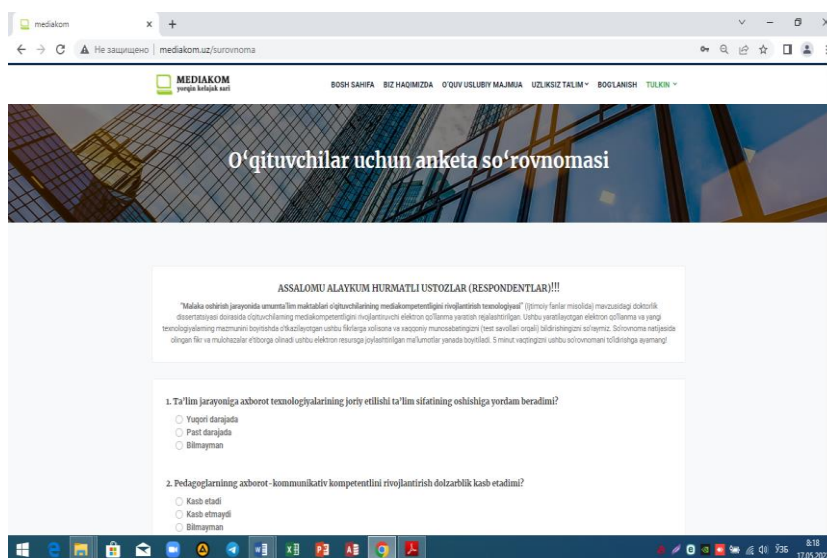 mediakom
Не защищено | mediakom.uz/surovnoma
MEDIAKOM
yorqin kelajak sari
BOSH SAHIFA BIZ HAQIMIZDA O'QUV USLUBIY MAJMUA UZLIKSIZ TA'LIM BOG'LANISH TULKIN
O‘qituvchilar uchun anketa so‘rovnomasi
ASSALOMU ALAYKUM HURMATLI USTOZLAR (RESPONDENTLAR)!!!
"Malaka oshirish jarayonida umumta'lim maktablari o'qituvchilarining mediakompetentligini rivojlantirish texnologiyasi" (Ijtimoiy fanlar misolida) mavzusidagi doktorlik
dissertatsiyasi doirasida o'qituvchilarning mediakompetentligini rivojlantiruvchi elektron qo'llanma yaratish rejalashtirilgan. Ushbu yaratilayotgan elektron qo'llanma va yangi
texnologiyalarning mazmunini boyitishda o'tkazilayotgan ushbu fikrlarga xolisona va xaqqoniy munosabatingizni (test savollari orqali) bildirishingizni so'raymiz. So'rovnoma natijasida
olingan fikr va mulohazalar e'tiborga olinadi ushbu elektron resursga joylashtirilgan ma'lumotlar yanada boyitiladi. 5 minut vaqtingizni ushbu so'rovnomani to'ldirishga ayamang!
1. Ta'lim jarayoniga axborot texnologiyalarining joriy etilishi ta'lim sifatining oshishiga yordam beradimi?
Yuqori darajada
Past darajada
Bilmayman
2. Pedagoglarninng axborot-kommunikativ kompetentlini rivojlantirish dolzarblik kasb etadimi?
Kasb etadi
Kasb etmaydi
Bilmayman
ЎЗБ
8:18